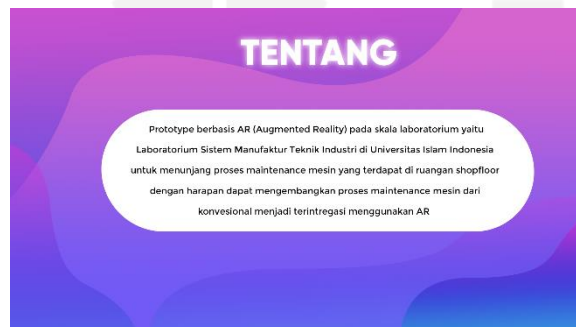 TENTANG
Prototype berbasis AR (Augmented Reality) pada skala laboratorium yaitu
Laboratorium Sistem Manufaktur Teknik Industri di Universitas Islam Indonesia
untuk menunjang proses maintenance mesin yang terdapat di ruangan shopfloor
dengan harapan dapat mengembangkan proses maintenance mesin dari
konvesional menjadi terintregasi menggunakan AR